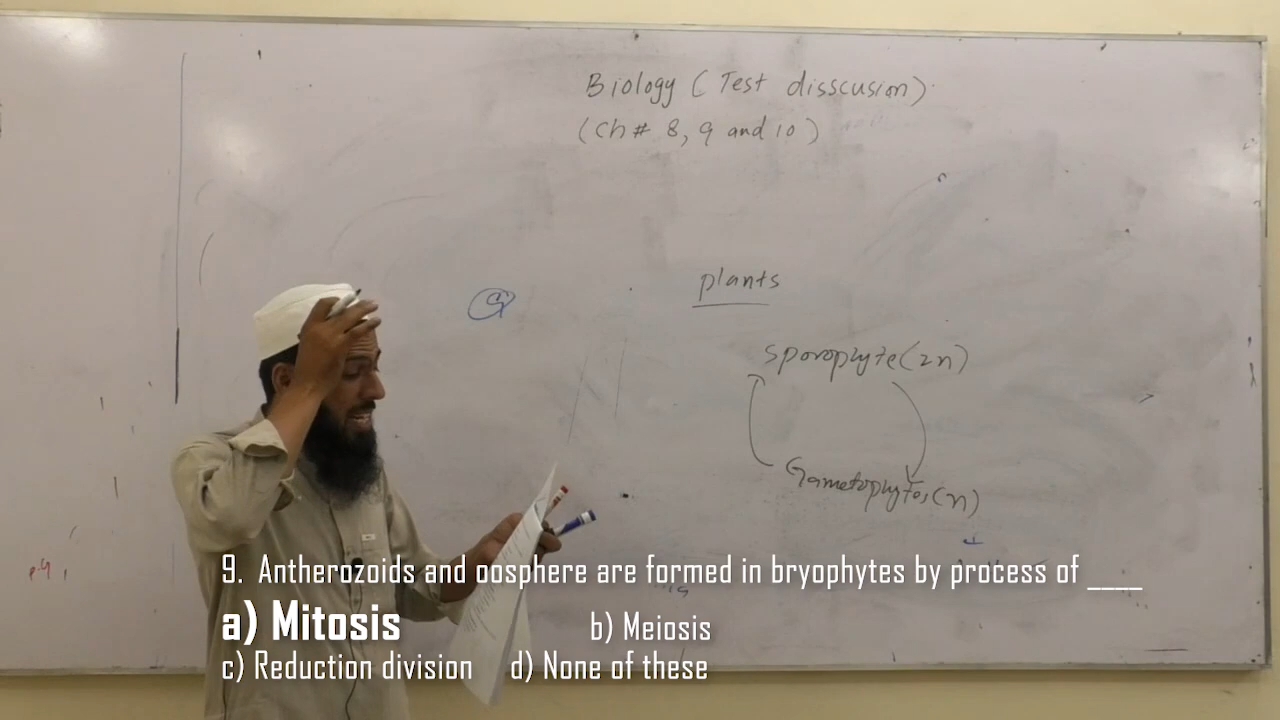 Biology (Test disscusion).
(Ch# 8, 9 and 10)
plants
sporophyte(2n)
Gametophytes(n)
9. Antherozoids and oosphere are formed in bryophytes by process of ____
a) Mitosis b) Meiosis
c) Reduction division d) None of these